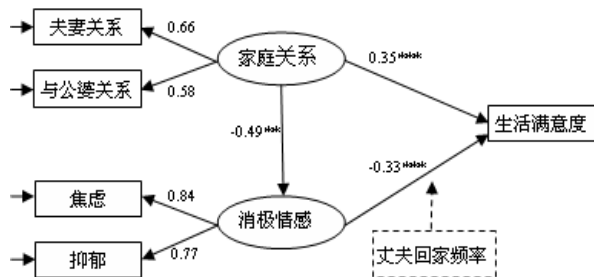 夫妻关系
0.66
家庭关系
0.35****
与公婆关系
0.58
生活满意度
-0.49***
-0.33****
焦虑
0.84
消极情感
抑郁
0.77
丈夫回家频率